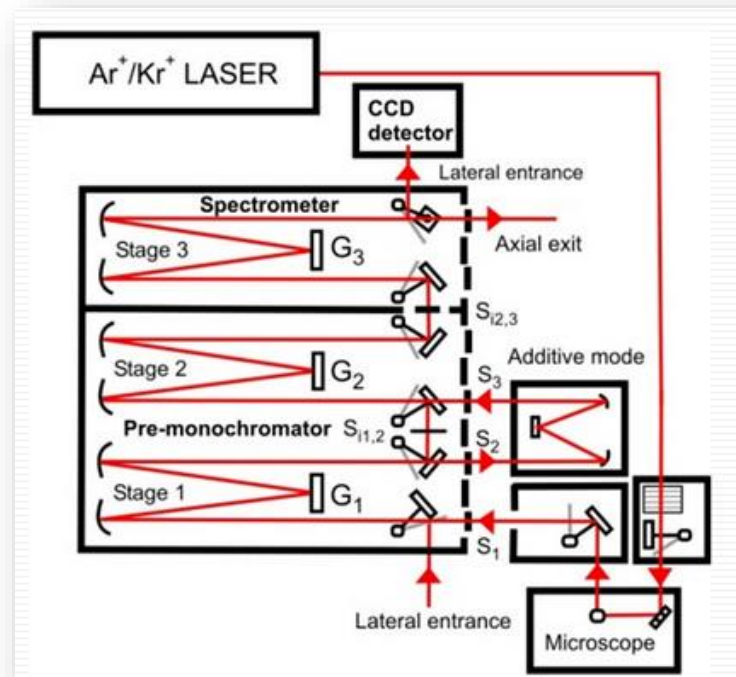 Ar⁺/Kr⁺ LASER
CCD
detector
Lateral entrance
Spectrometer
Axial exit
Stage 3
G₃
Sᵢ₂,₃
Additive mode
Stage 2
G₂
S₃
Pre-monochromator
Sᵢ₁,₂
S₂
Stage 1
G₁
S₁
Lateral entrance
Microscope